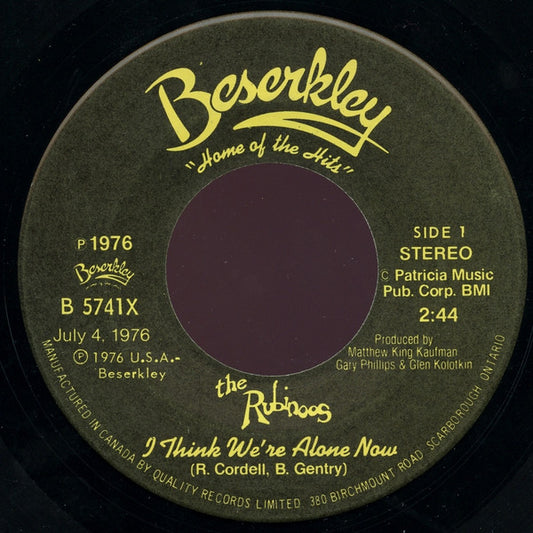 Beserkley
"Home of the Hits"
P 1976
Beserkley
B 5741X
July 4, 1976
Ⓟ 1976 U.S.A.-
Beserkley
SIDE 1
STEREO
© Patricia Music
Pub. Corp. BMI
2:44
Produced by
Matthew King Kaufman
Gary Phillips & Glen Kolotkin
the
Rubinoos
I Think We're Alone Now
(R. Cordell, B. Gentry)
MANUFACTURED IN CANADA BY QUALITY RECORDS LIMITED 380 BIRCHMOUNT ROAD, SCARBOROUGH, ONTARIO